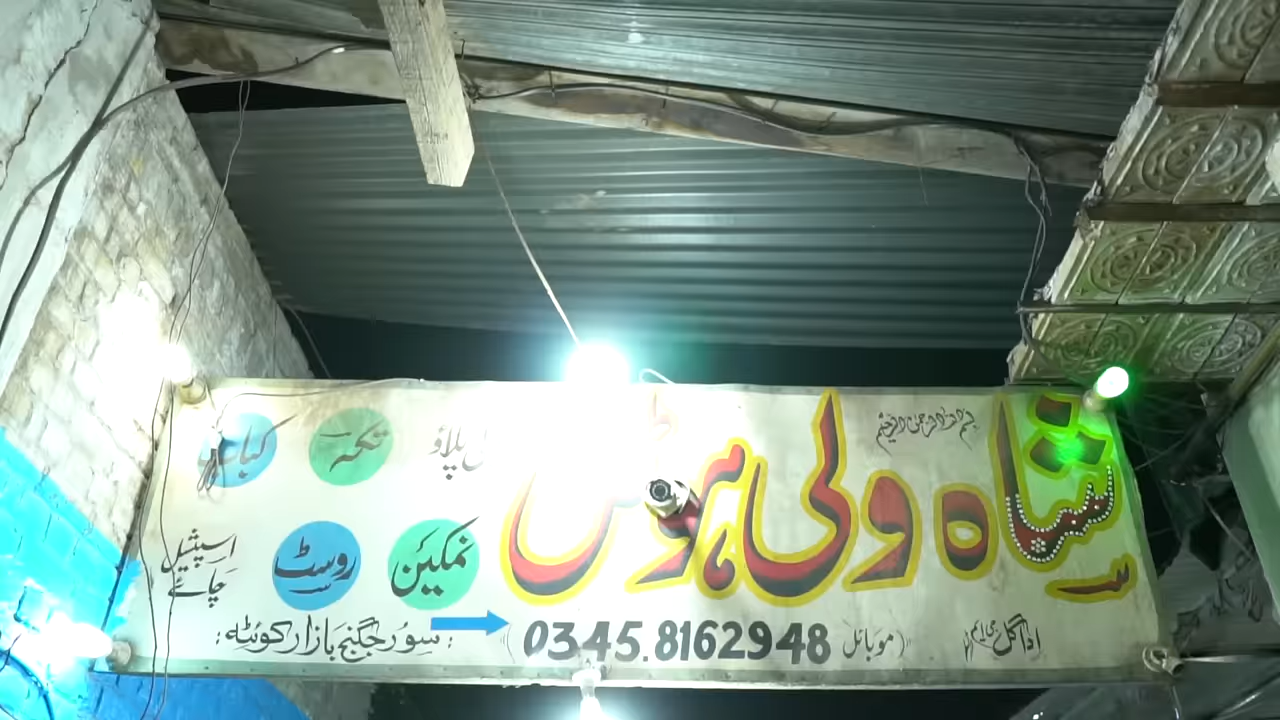 بسم اللہ الرحمن الرحیم
شاہ ولی ہوٹل
پلاؤ تکہ کباب
نمکین روسٹ
اسپیشل چائے
موبائل 0345.8162948
سورجگنج بازار کوئٹہ